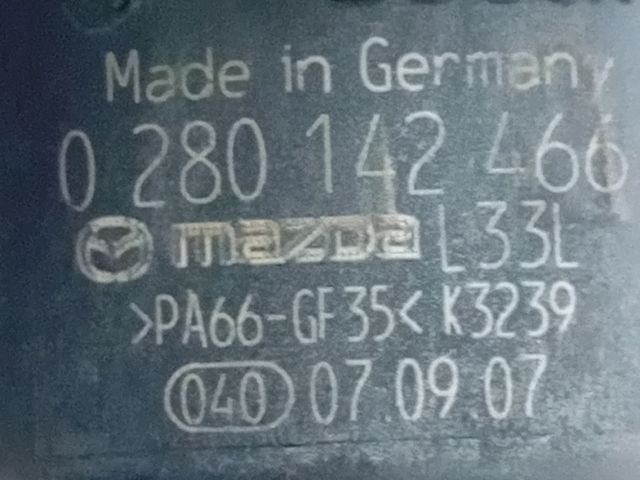 Made in Germany
0 280 142 466
mazda L33L
>PA66-GF35< K3239
040 07.09.07